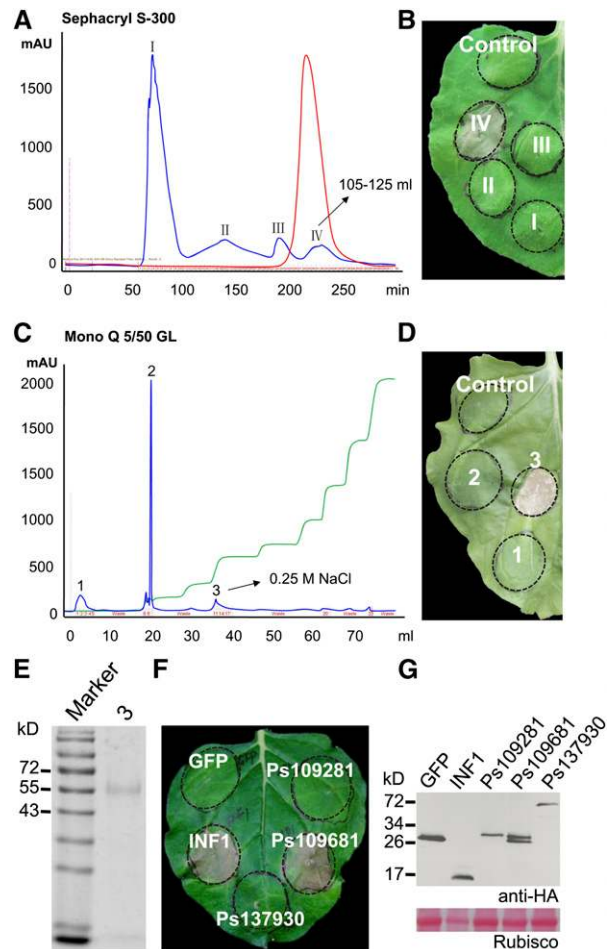 A
Sephacryl S-300
mAU
1500
1000
500
0
I
II
III
IV
105-125 ml
0 50 100 150 200 250 min
B
Control
IV
III
II
I
C
Mono Q 5/50 GL
mAU
2000
1500
1000
500
0
1
2
3
0.25 M NaCl
0 10 20 30 40 50 60 70 ml
D
Control
2
3
1
E
Marker
3
kD
72
55
43
F
GFP
Ps109281
INF1
Ps109681
Ps137930
G
GFP
INF1
Ps109281
Ps109681
Ps137930
kD
72
34
26
17
anti-HA
Rubisco